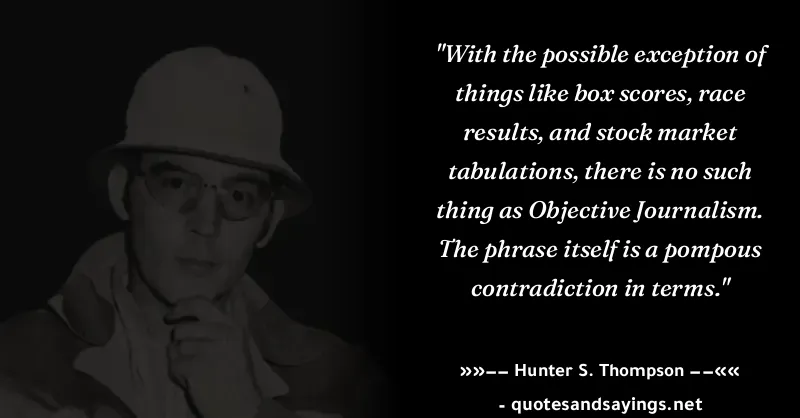 "With the possible exception of
things like box scores, race
results, and stock market
tabulations, there is no such
thing as Objective Journalism.
The phrase itself is a pompous
contradiction in terms."
»»–– Hunter S. Thompson ––««
- quotesandsayings.net